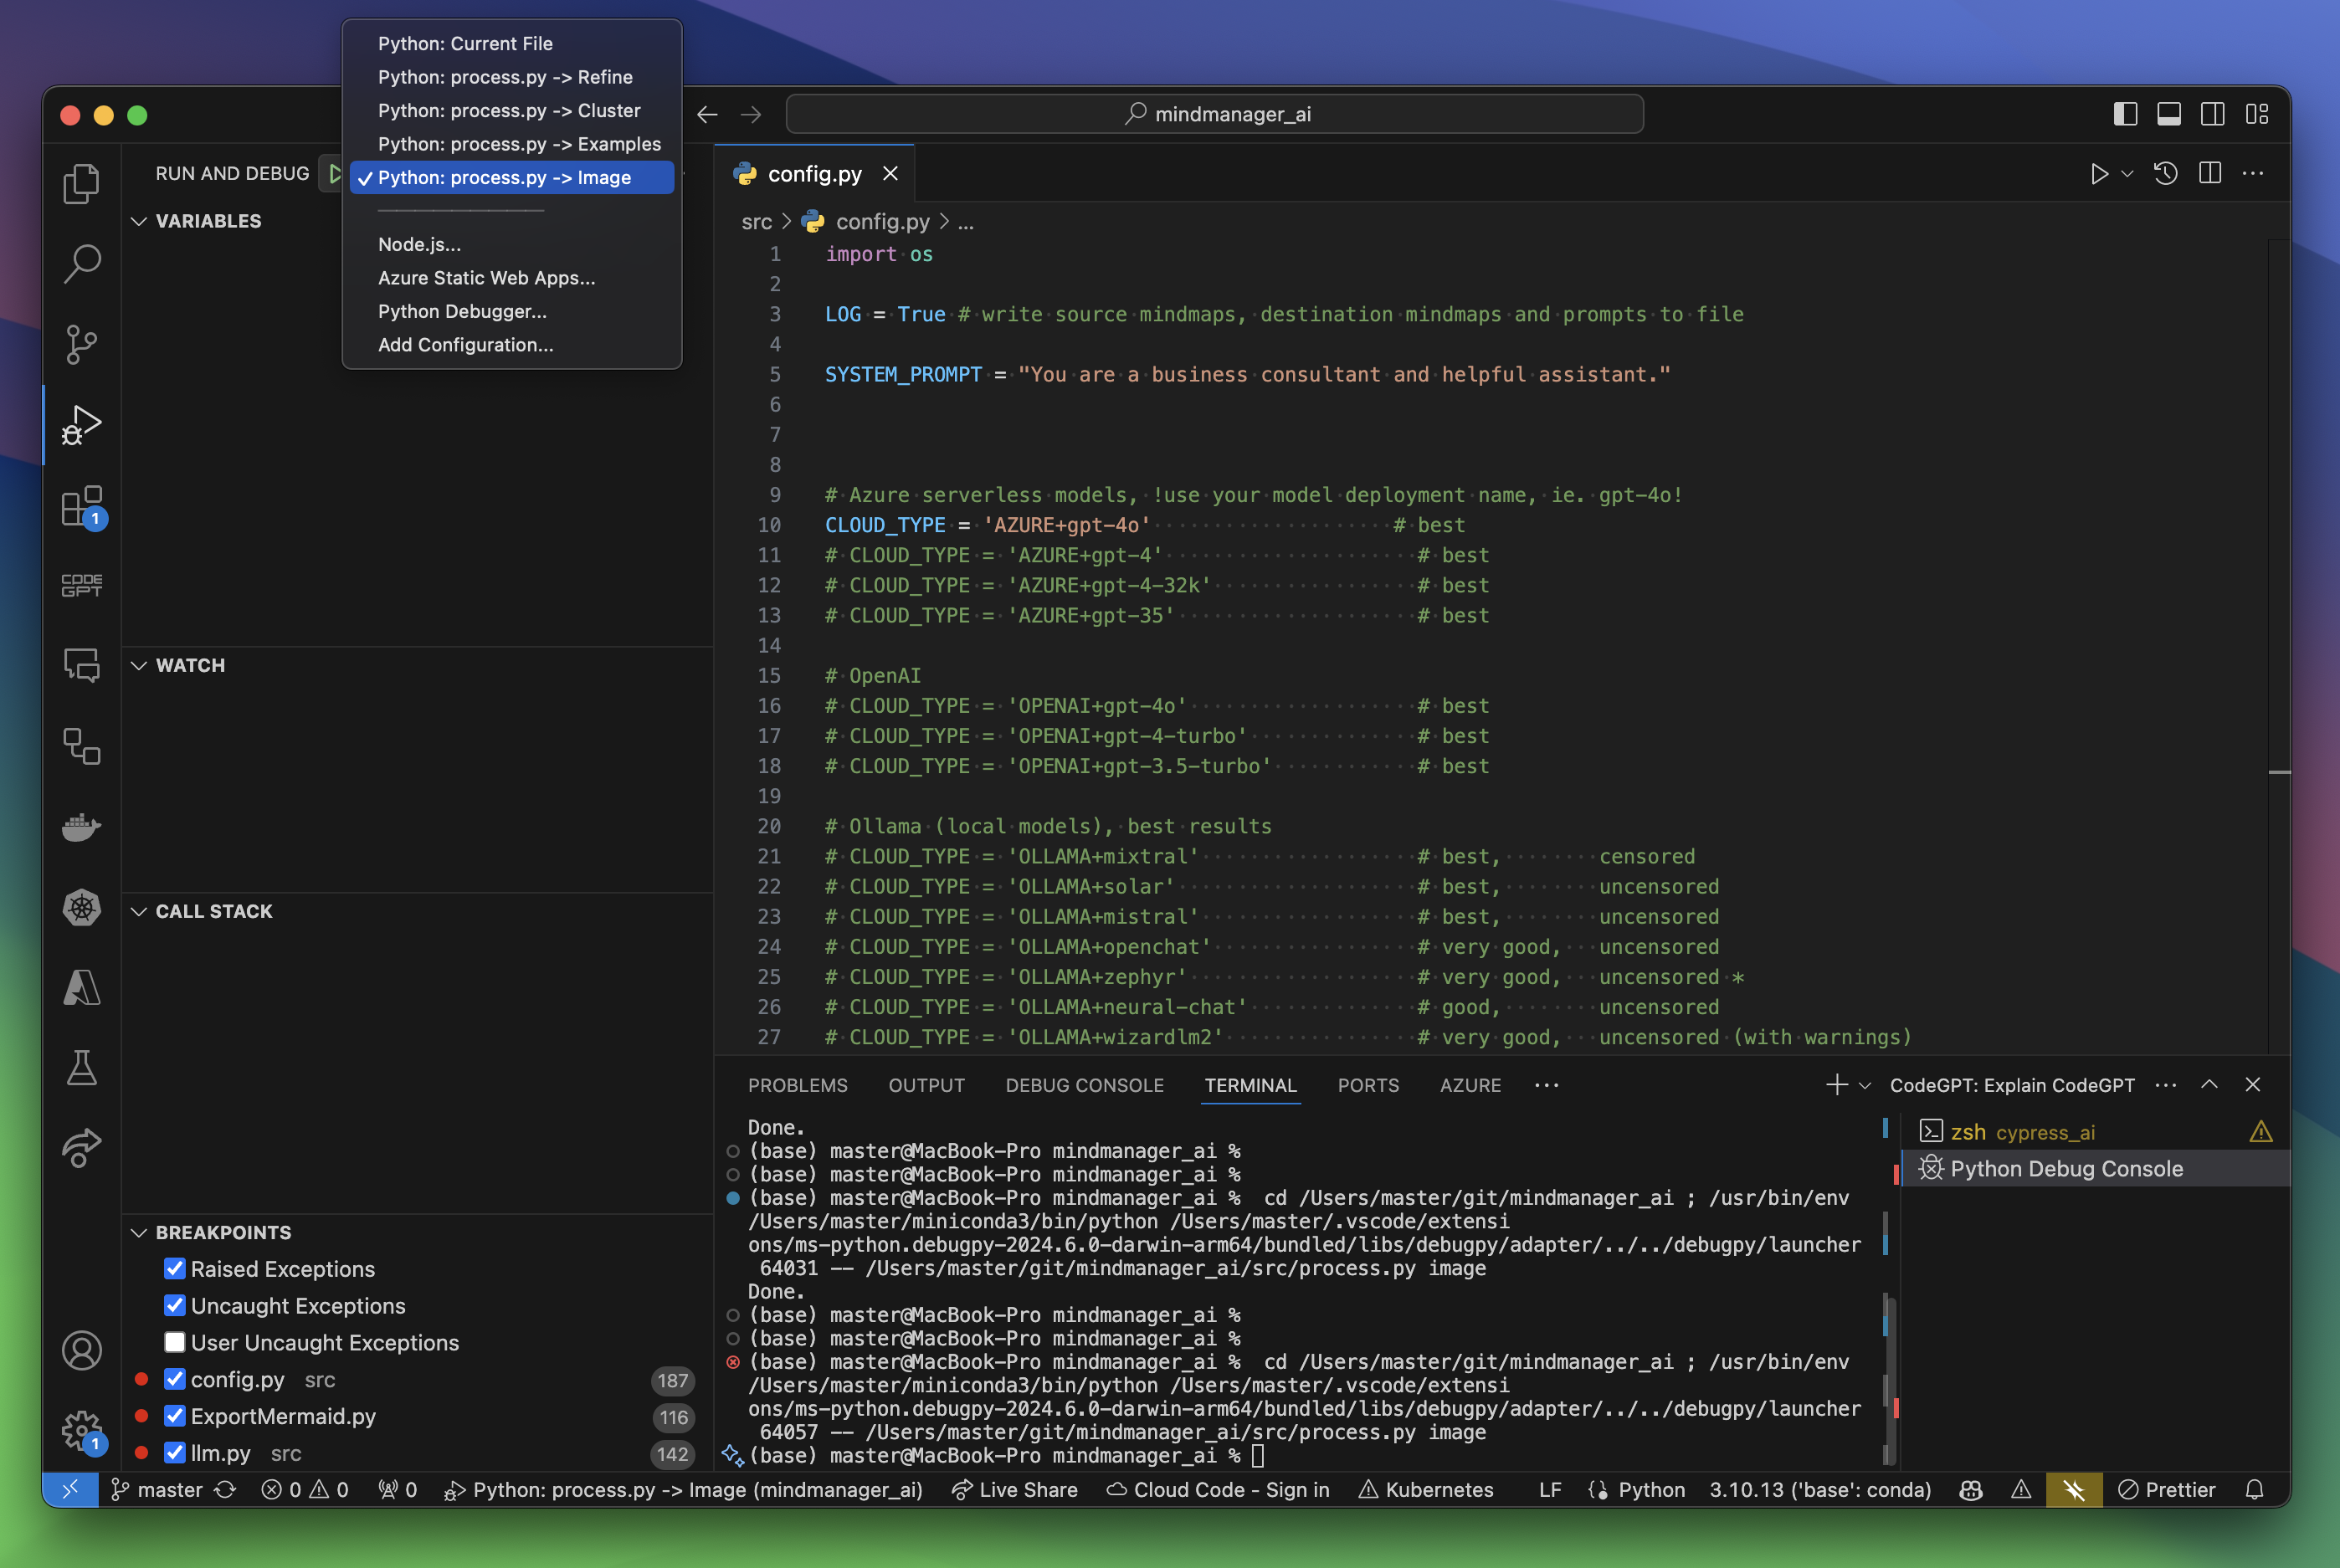 Python: Current File
Python: process.py -> Refine
Python: process.py -> Cluster
Python: process.py -> Examples
✓ Python: process.py -> Image
Node.js...
Azure Static Web Apps...
Python Debugger...
Add Configuration...
mindmanager_ai
RUN AND DEBUG
VARIABLES
WATCH
CALL STACK
BREAKPOINTS
Raised Exceptions
Uncaught Exceptions
User Uncaught Exceptions
config.py src 187
ExportMermaid.py 116
llm.py src 142
1
CODE
GPT
1
config.py
src > config.py > ...
1 import os
2
3 LOG = True # write source mindmaps, destination mindmaps and prompts to file
4
5 SYSTEM_PROMPT = "You are a business consultant and helpful assistant."
6
7
8
9 # Azure serverless models, !use your model deployment name, ie. gpt-4o!
10 CLOUD_TYPE = 'AZURE+gpt-4o' # best
11 # CLOUD_TYPE = 'AZURE+gpt-4' # best
12 # CLOUD_TYPE = 'AZURE+gpt-4-32k' # best
13 # CLOUD_TYPE = 'AZURE+gpt-35' # best
14
15 # OpenAI
16 # CLOUD_TYPE = 'OPENAI+gpt-4o' # best
17 # CLOUD_TYPE = 'OPENAI+gpt-4-turbo' # best
18 # CLOUD_TYPE = 'OPENAI+gpt-3.5-turbo' # best
19
20 # Ollama (local models), best results
21 # CLOUD_TYPE = 'OLLAMA+mixtral' # best, censored
22 # CLOUD_TYPE = 'OLLAMA+solar' # best, uncensored
23 # CLOUD_TYPE = 'OLLAMA+mistral' # best, uncensored
24 # CLOUD_TYPE = 'OLLAMA+openchat' # very good, uncensored
25 # CLOUD_TYPE = 'OLLAMA+zephyr' # very good, uncensored *
26 # CLOUD_TYPE = 'OLLAMA+neural-chat' # good, uncensored
27 # CLOUD_TYPE = 'OLLAMA+wizardlm2' # very good, uncensored (with warnings)
PROBLEMS OUTPUT DEBUG CONSOLE TERMINAL PORTS AZURE ... CodeGPT: Explain CodeGPT ...
Done.
(base) master@MacBook-Pro mindmanager_ai %
(base) master@MacBook-Pro mindmanager_ai %
(base) master@MacBook-Pro mindmanager_ai % cd /Users/master/git/mindmanager_ai ; /usr/bin/env
/Users/master/miniconda3/bin/python /Users/master/.vscode/extensi
ons/ms-python.debugpy-2024.6.0-darwin-arm64/bundled/libs/debugpy/adapter/../../debugpy/launcher
64031 -- /Users/master/git/mindmanager_ai/src/process.py image
Done.
(base) master@MacBook-Pro mindmanager_ai %
(base) master@MacBook-Pro mindmanager_ai %
(base) master@MacBook-Pro mindmanager_ai % cd /Users/master/git/mindmanager_ai ; /usr/bin/env
/Users/master/miniconda3/bin/python /Users/master/.vscode/extensi
ons/ms-python.debugpy-2024.6.0-darwin-arm64/bundled/libs/debugpy/adapter/../../debugpy/launcher
64057 -- /Users/master/git/mindmanager_ai/src/process.py image
(base) master@MacBook-Pro mindmanager_ai %
zsh cypress_ai
Python Debug Console
master 0 0 0 Python: process.py -> Image (mindmanager_ai) Live Share Cloud Code - Sign in Kubernetes LF Python 3.10.13 ('base': conda) Prettier